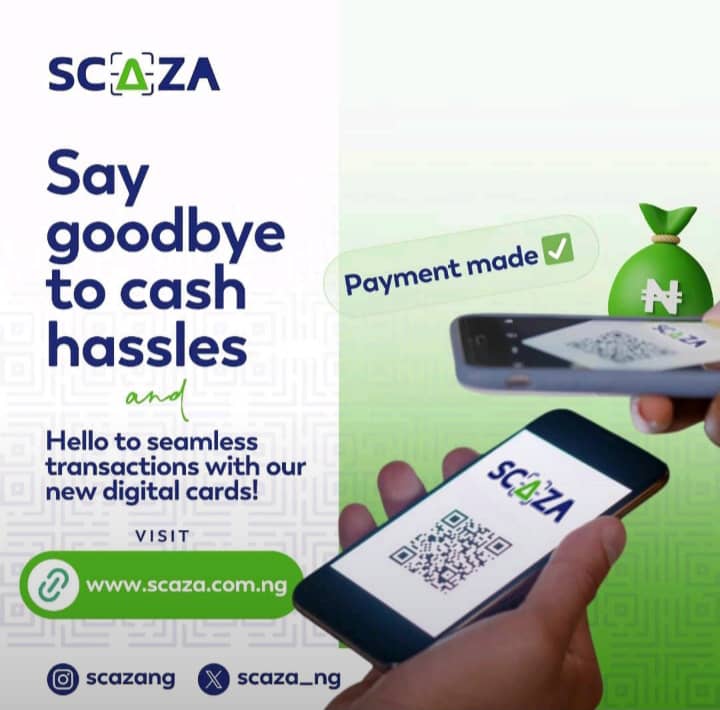 SCAZA
Say
goodbye
to cash
hassles
and
Hello to seamless
transactions with our
new digital cards!
VISIT
www.scaza.com.ng
scazang
scaza_ng
Payment made
₦
SCAZA
SCAZA